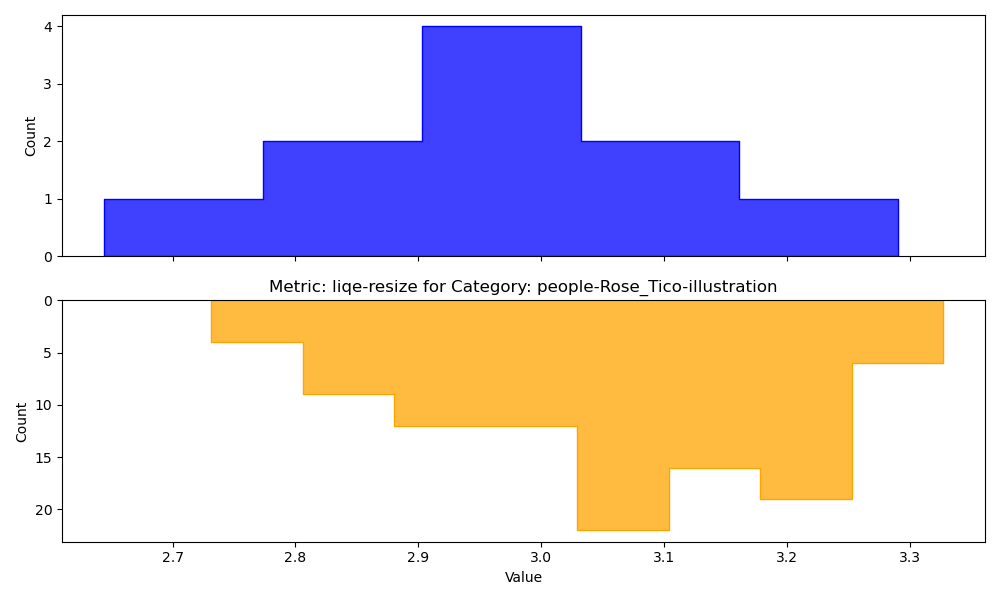 4
3
2
1
0
Count
Metric: liqe-resize for Category: people-Rose_Tico-illustration
0
5
10
15
20
Count
2.7 2.8 2.9 3.0 3.1 3.2 3.3
Value